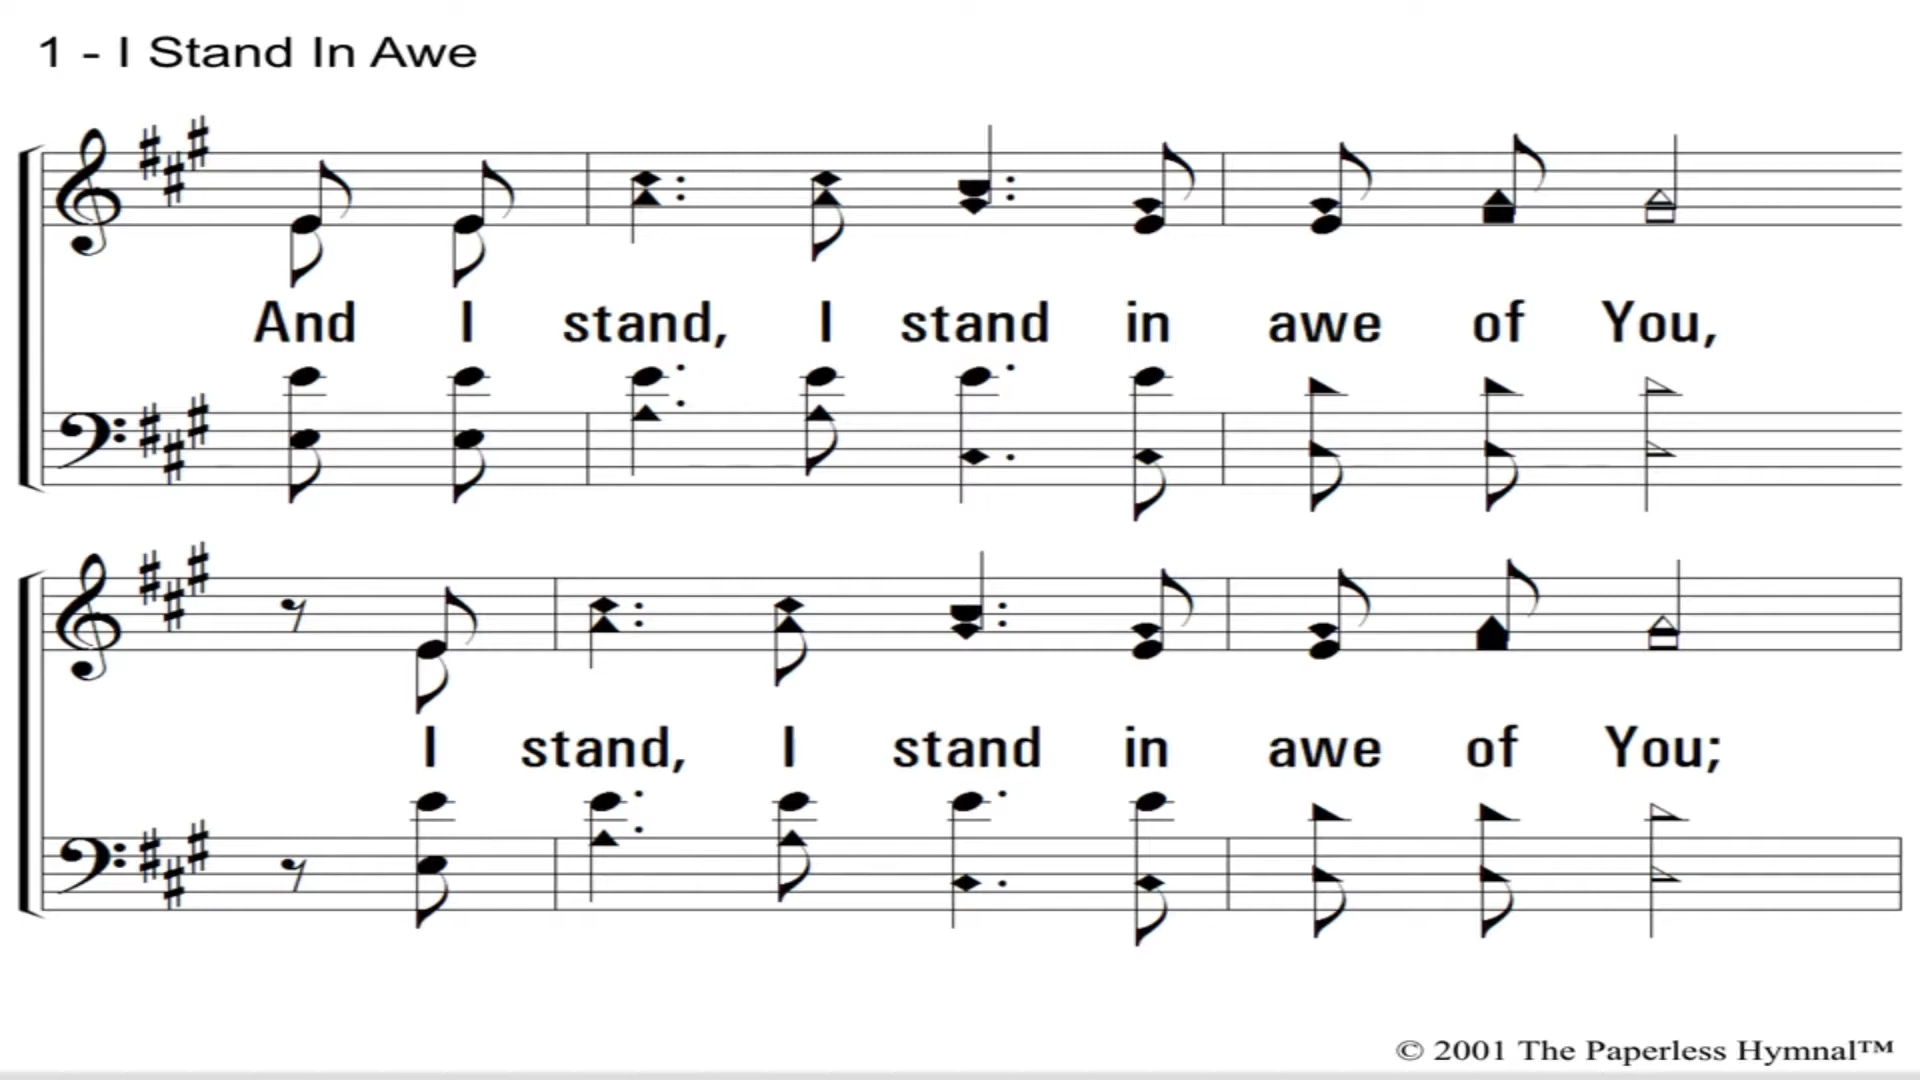 1 - I Stand In Awe
And I stand, I stand in awe of You,
I stand, I stand in awe of You;
© 2001 The Paperless Hymnal™